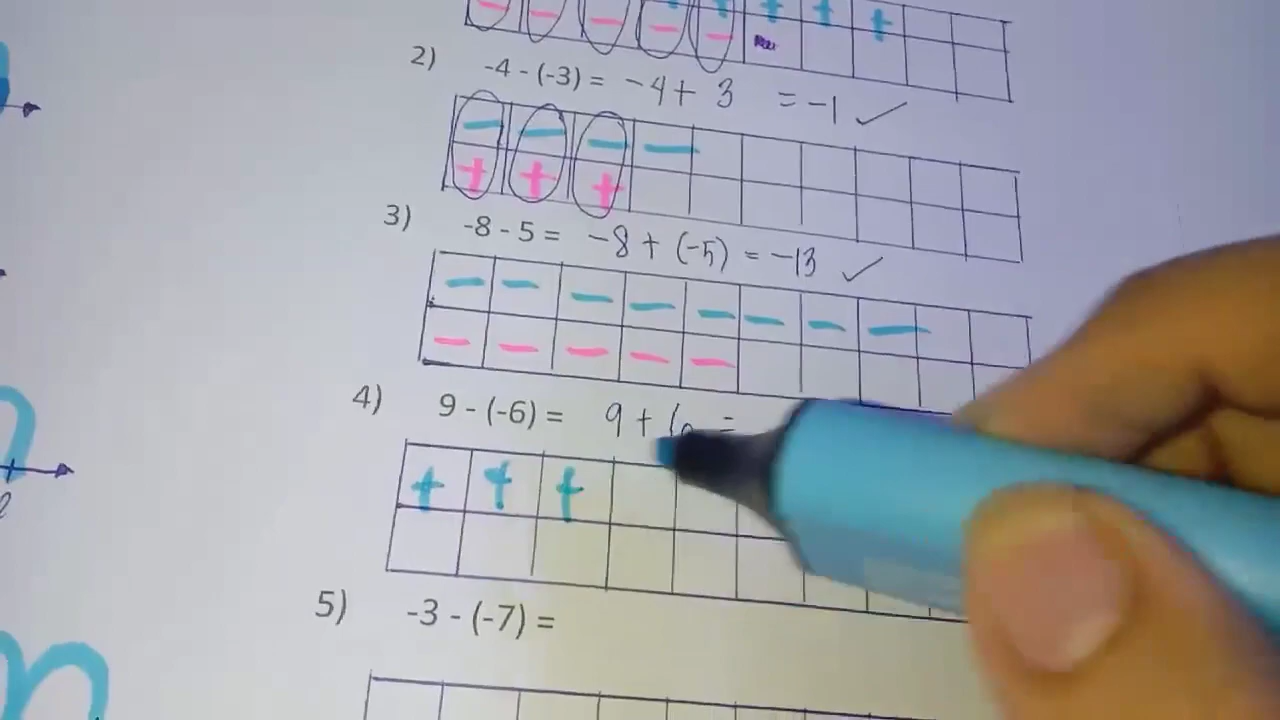 2) -4 - (-3) = -4 + 3 = -1 ✓
3) -8 - 5 = -8 + (-5) = -13 ✓
4) 9 - (-6) = 9 + 6 =
+ + +
5) -3 - (-7) =